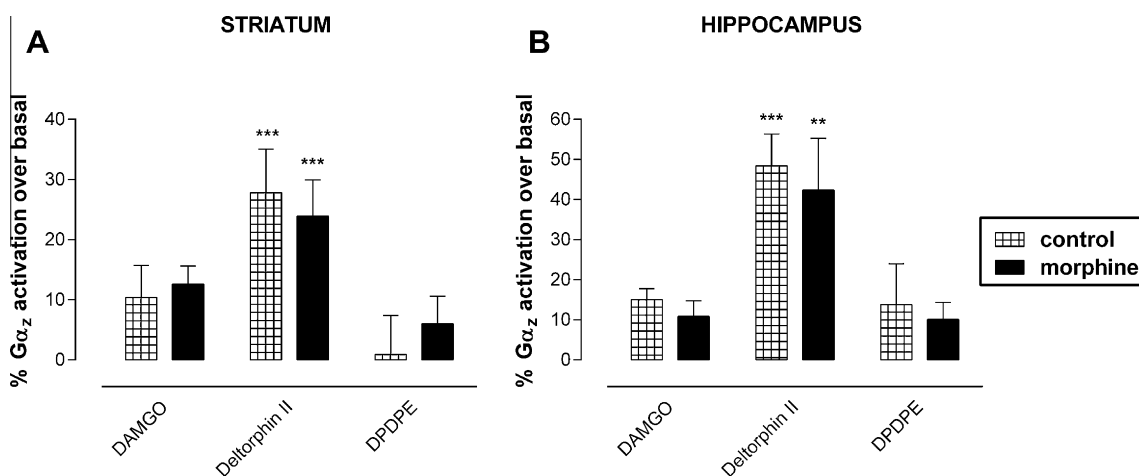 STRIATUM
A
% Gαz activation over basal
40
30
20
10
0
***
***
DAMGO
Deltorphin II
DPDPE
HIPPOCAMPUS
B
% Gαz activation over basal
60
50
40
30
20
10
0
***
**
DAMGO
Deltorphin II
DPDPE
control
morphine